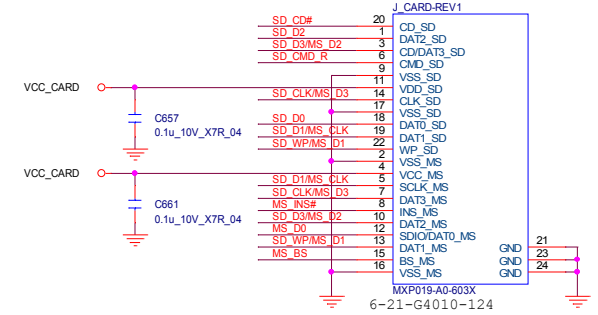 J_CARD-REV1
SD_CD# 20 CD_SD
SD_D2 1 DAT2_SD
SD_D3/MS_D2 3 CD/DAT3_SD
SD_CMD_R 6 CMD_SD
9 VSS_SD
VCC_CARD 11 VDD_SD
SD_CLK/MS_D3 14 CLK_SD
17 VSS_SD
C657
SD_D0 18 DAT0_SD
0.1u_10V_X7R_04
SD_D1/MS_CLK 19 DAT1_SD
SD_WP/MS_D1 22 WP_SD
2 VSS_MS
VCC_CARD 4 VCC_MS
SD_D1/MS_CLK 5 SCLK_MS
SD_CLK/MS_D3 7 DAT3_MS
C661
MS_INS# 8 INS_MS
SD_D3/MS_D2 10 DAT2_MS
0.1u_10V_X7R_04
MS_D0 12 SDIO/DAT0_MS
SD_WP/MS_D1 13 DAT1_MS GND 21
MS_BS 15 BS_MS GND 23
16 VSS_MS GND 24
MXP019-A0-603X
6-21-G4010-124